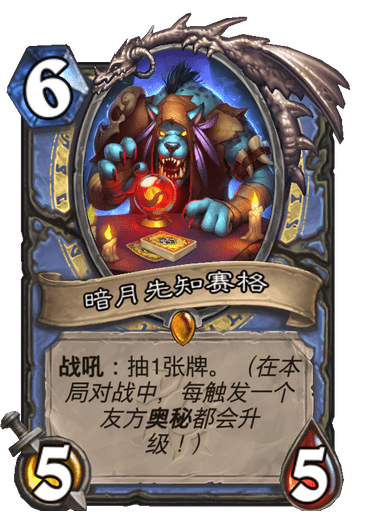 6
暗月先知赛格
战吼：抽1张牌。（在本
局对战中，每触发一个
友方奥秘都会升
级！）
5
5